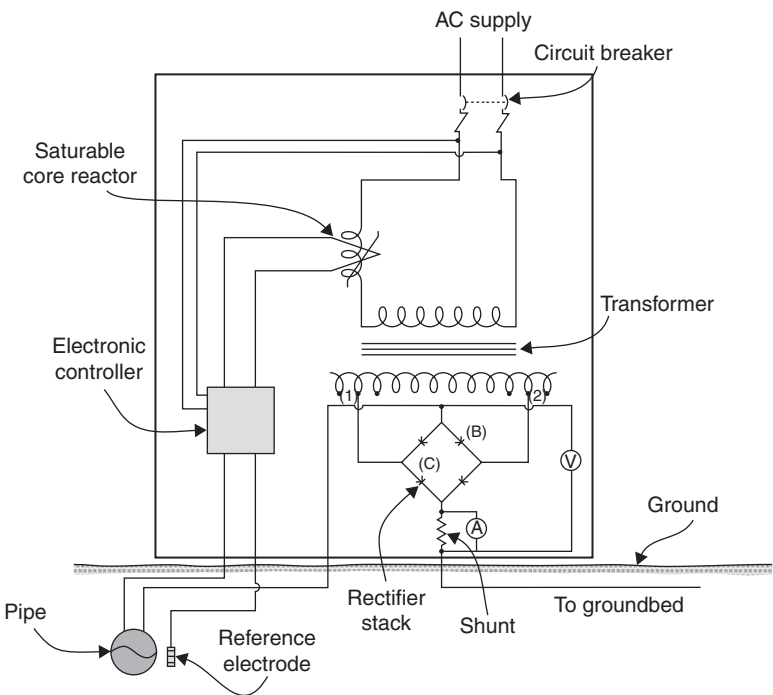 AC supply
Circuit breaker
Saturable
core reactor
Transformer
Electronic
controller
(1)
(2)
(B)
(C)
V
A
Ground
Rectifier
stack
Shunt
To groundbed
Pipe
Reference
electrode